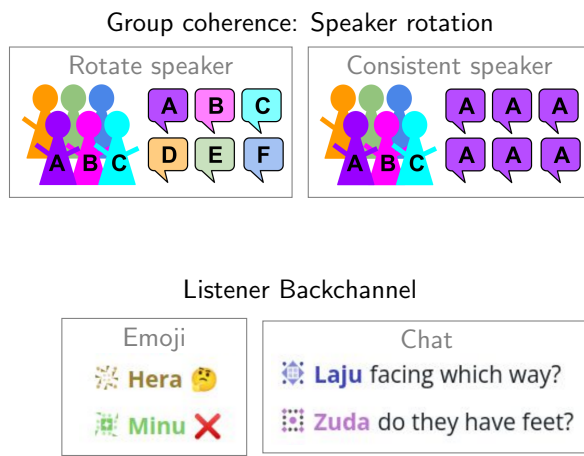 Group coherence: Speaker rotation
Rotate speaker
A B C
D E F
A B C
Consistent speaker
A A A
A A A
A B C
Listener Backchannel
Emoji
Hera 🤔
Minu ❌
Chat
Laju facing which way?
Zuda do they have feet?